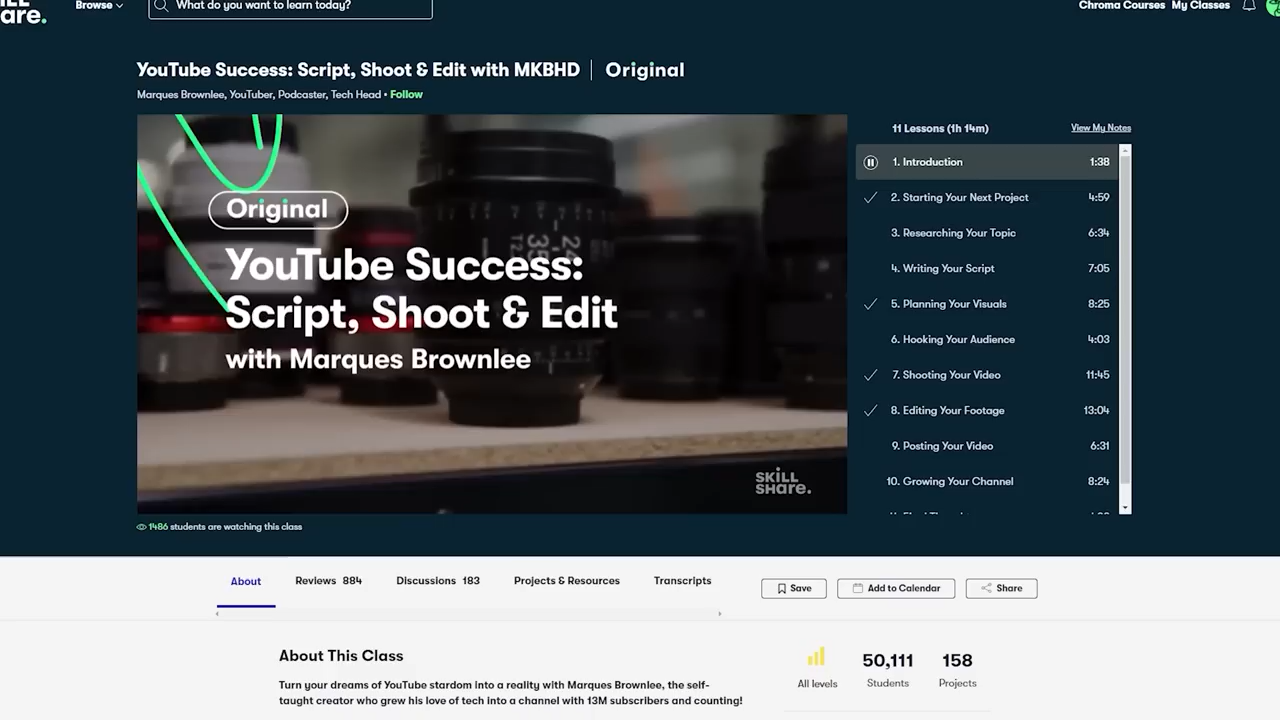 ILL
are.
Browse
What do you want to learn today?
Chroma Courses
My Classes
YouTube Success: Script, Shoot & Edit with MKBHD | Original
Marques Brownlee, YouTuber, Podcaster, Tech Head • Follow
Original
YouTube Success:
Script, Shoot & Edit
with Marques Brownlee
35
24
SKILL
SHare.
1486 students are watching this class
11 Lessons (1h 14m)
View My Notes
1. Introduction 1:38
2. Starting Your Next Project 4:59
3. Researching Your Topic 6:34
4. Writing Your Script 7:05
5. Planning Your Visuals 8:25
6. Hooking Your Audience 4:03
7. Shooting Your Video 11:45
8. Editing Your Footage 13:04
9. Posting Your Video 6:31
10. Growing Your Channel 8:24
About
Reviews 884
Discussions 183
Projects & Resources
Transcripts
Save
Add to Calendar
Share
About This Class
Turn your dreams of YouTube stardom into a reality with Marques Brownlee, the self-
taught creator who grew his love of tech into a channel with 13M subscribers and counting!
All levels
50,111
Students
158
Projects